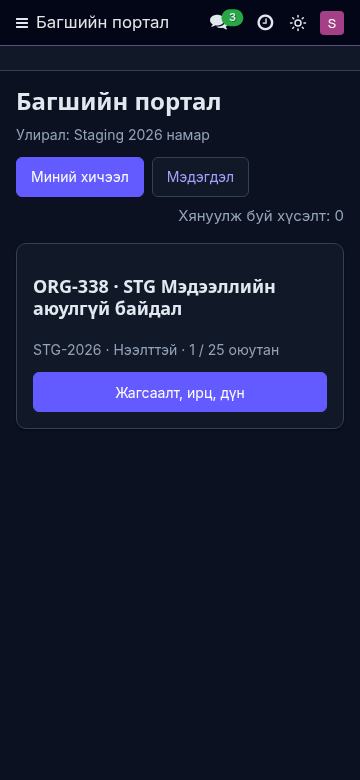 Багшийн портал
3
S
Багшийн портал
Улирал: Staging 2026 намар
Миний хичээл
Мэдэгдэл
Хянуулж буй хүсэлт: 0
ORG-338 · STG Мэдээллийн
аюулгүй байдал
STG-2026 · Нээлттэй · 1 / 25 оюутан
Жагсаалт, ирц, дүн